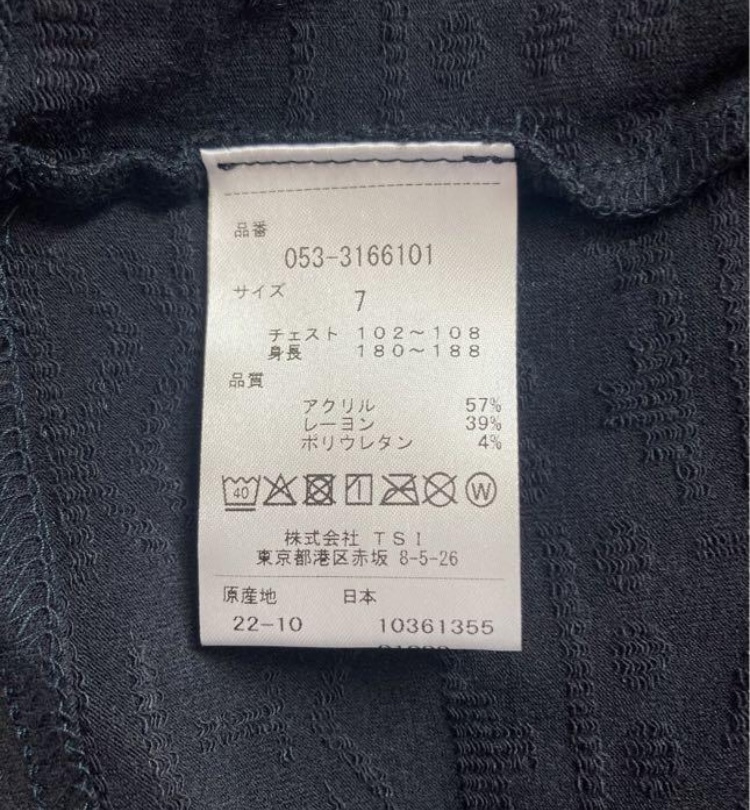 品番
053-3166101
サイズ
7
チェスト 102～108
身長 180～188
品質
アクリル 57%
レーヨン 39%
ポリウレタン 4%
40 W
株式会社 TSI
東京都港区赤坂 8-5-26
原産地 日本
22-10 10361355